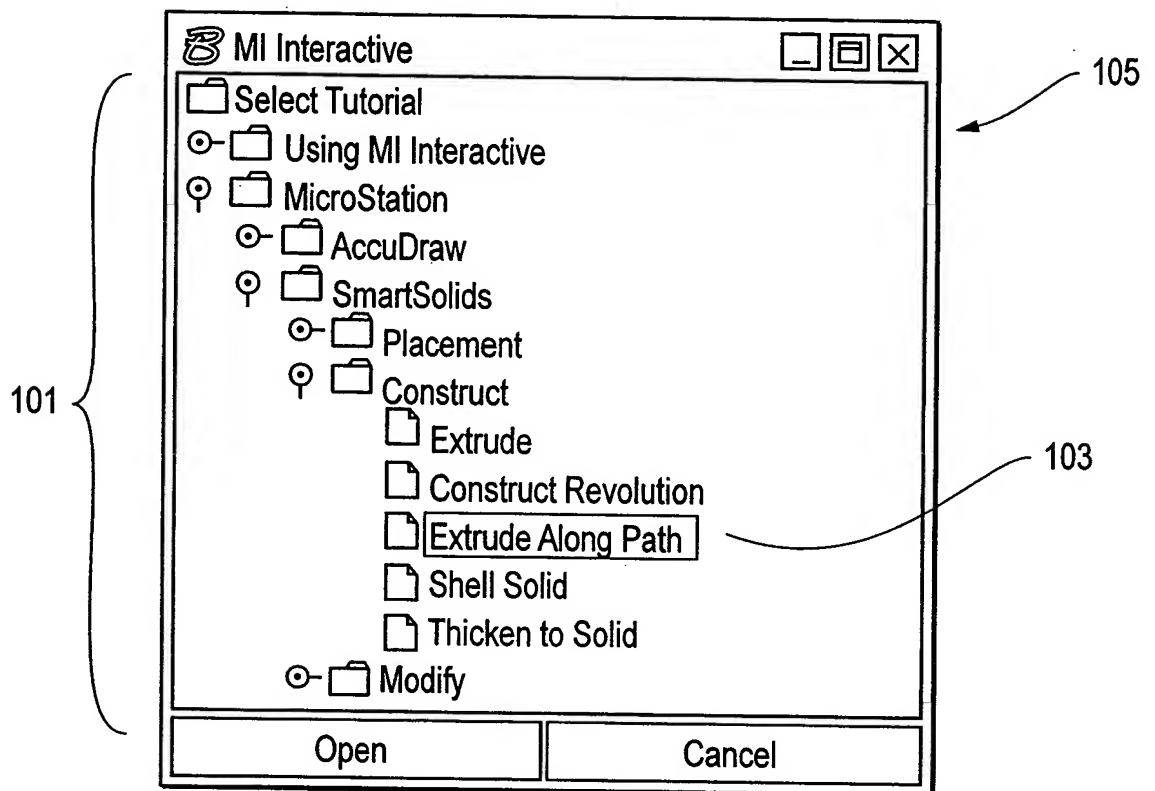 MI Interactive
105
Select Tutorial
Using MI Interactive
MicroStation
AccuDraw
SmartSolids
Placement
101
Construct
Extrude
103
Construct Revolution
Extrude Along Path
Shell Solid
Thicken to Solid
Modify
Open
Cancel